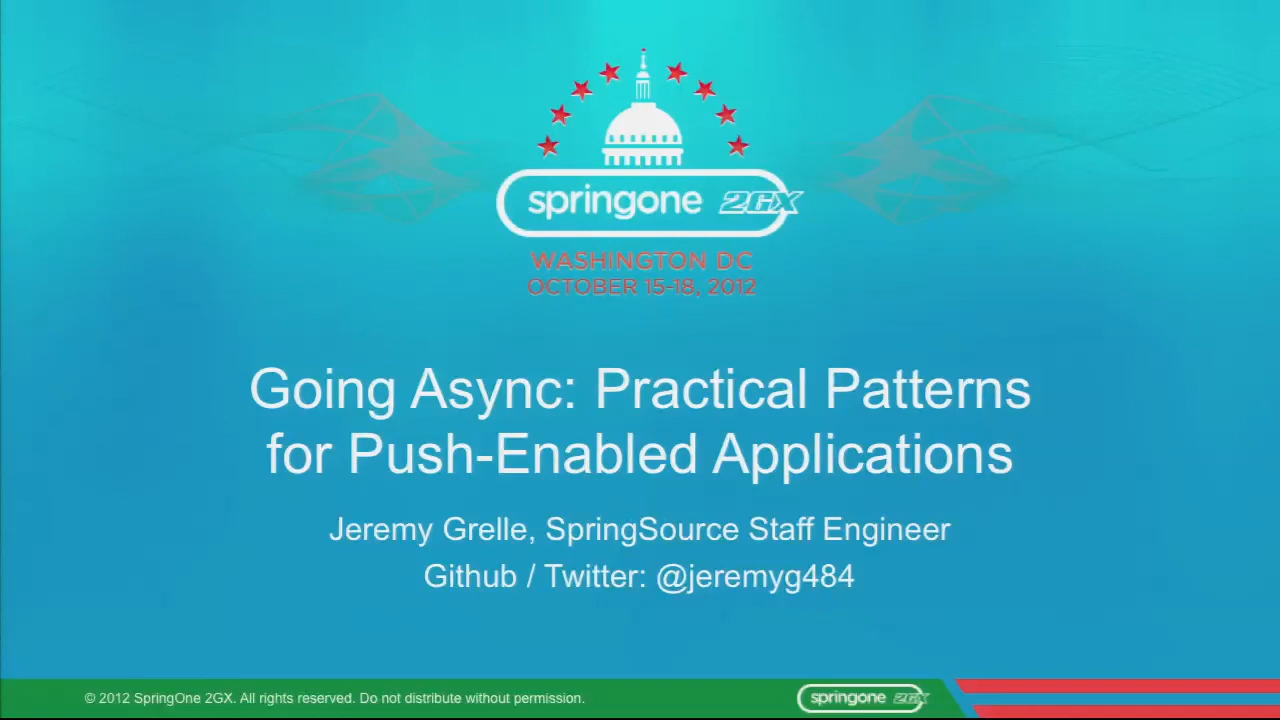 springone 2GX
WASHINGTON DC
OCTOBER 15-18, 2012
Going Async: Practical Patterns
for Push-Enabled Applications
Jeremy Grelle, SpringSource Staff Engineer
Github / Twitter: @jeremyg484
© 2012 SpringOne 2GX. All rights reserved. Do not distribute without permission.
springone 2GX